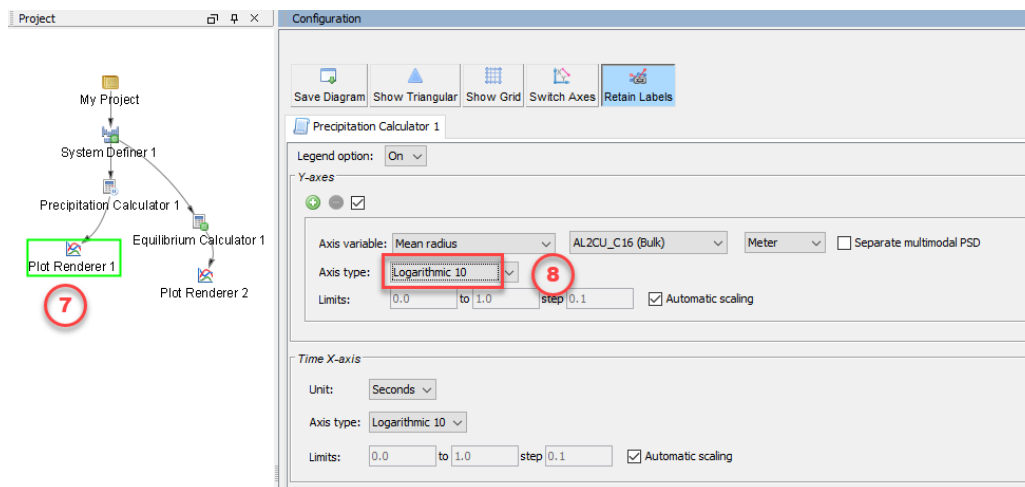 Project
Configuration
My Project
System Definer 1
Precipitation Calculator 1
Equilibrium Calculator 1
Plot Renderer 1
Plot Renderer 2
7
Save Diagram Show Triangular Show Grid Switch Axes Retain Labels
Precipitation Calculator 1
Legend option: On
Y-axes
Axis variable: Mean radius AL2CU_C16 (Bulk) Meter Separate multimodal PSD
Axis type: Logarithmic 10
8
Limits: 0.0 to 1.0 step 0.1 Automatic scaling
Time X-axis
Unit: Seconds
Axis type: Logarithmic 10
Limits: 0.0 to 1.0 step 0.1 Automatic scaling